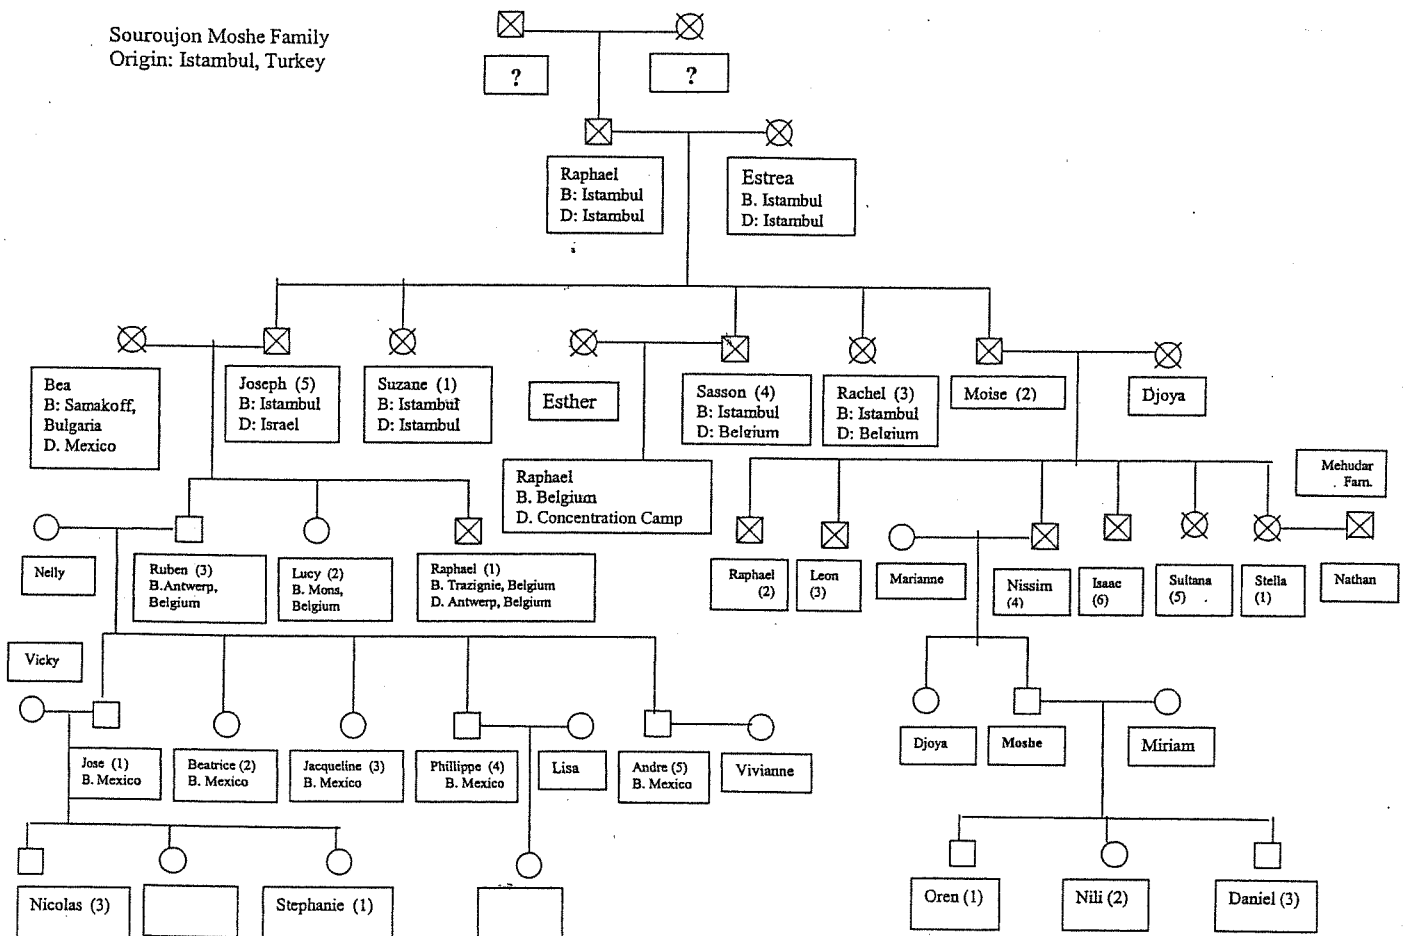 Souroujon Moshe Family
Origin: Istambul, Turkey
?
?
Raphael
B: Istambul
D: Istambul
Estrea
B. Istambul
D: Istambul
Bea
B: Samakoff,
Bulgaria
D. Mexico
Joseph (5)
B: Istambul
D: Israel
Suzane (1)
B: Istambul
D: Istambul
Esther
Sasson (4)
B: Istambul
D: Belgium
Rachel (3)
B: Istambul
D: Belgium
Moise (2)
Djoya
Raphael
B. Belgium
D. Concentration Camp
Mehudar
Fam.
Nelly
Ruben (3)
B.Antwerp,
Belgium
Lucy (2)
B. Mons,
Belgium
Raphael (1)
B. Trazignie, Belgium
D. Antwerp, Belgium
Raphael
(2)
Leon
(3)
Marianne
Nissim
(4)
Isaac
(6)
Sultana
(5)
Stella
(1)
Nathan
Vicky
Jose (1)
B. Mexico
Beatrice (2)
B. Mexico
Jacqueline (3)
B. Mexico
Phillippe (4)
B. Mexico
Lisa
Andre (5)
B. Mexico
Vivianne
Djoya
Moshe
Miriam
Nicolas (3)
Stephanie (1)
Oren (1)
Nili (2)
Daniel (3)